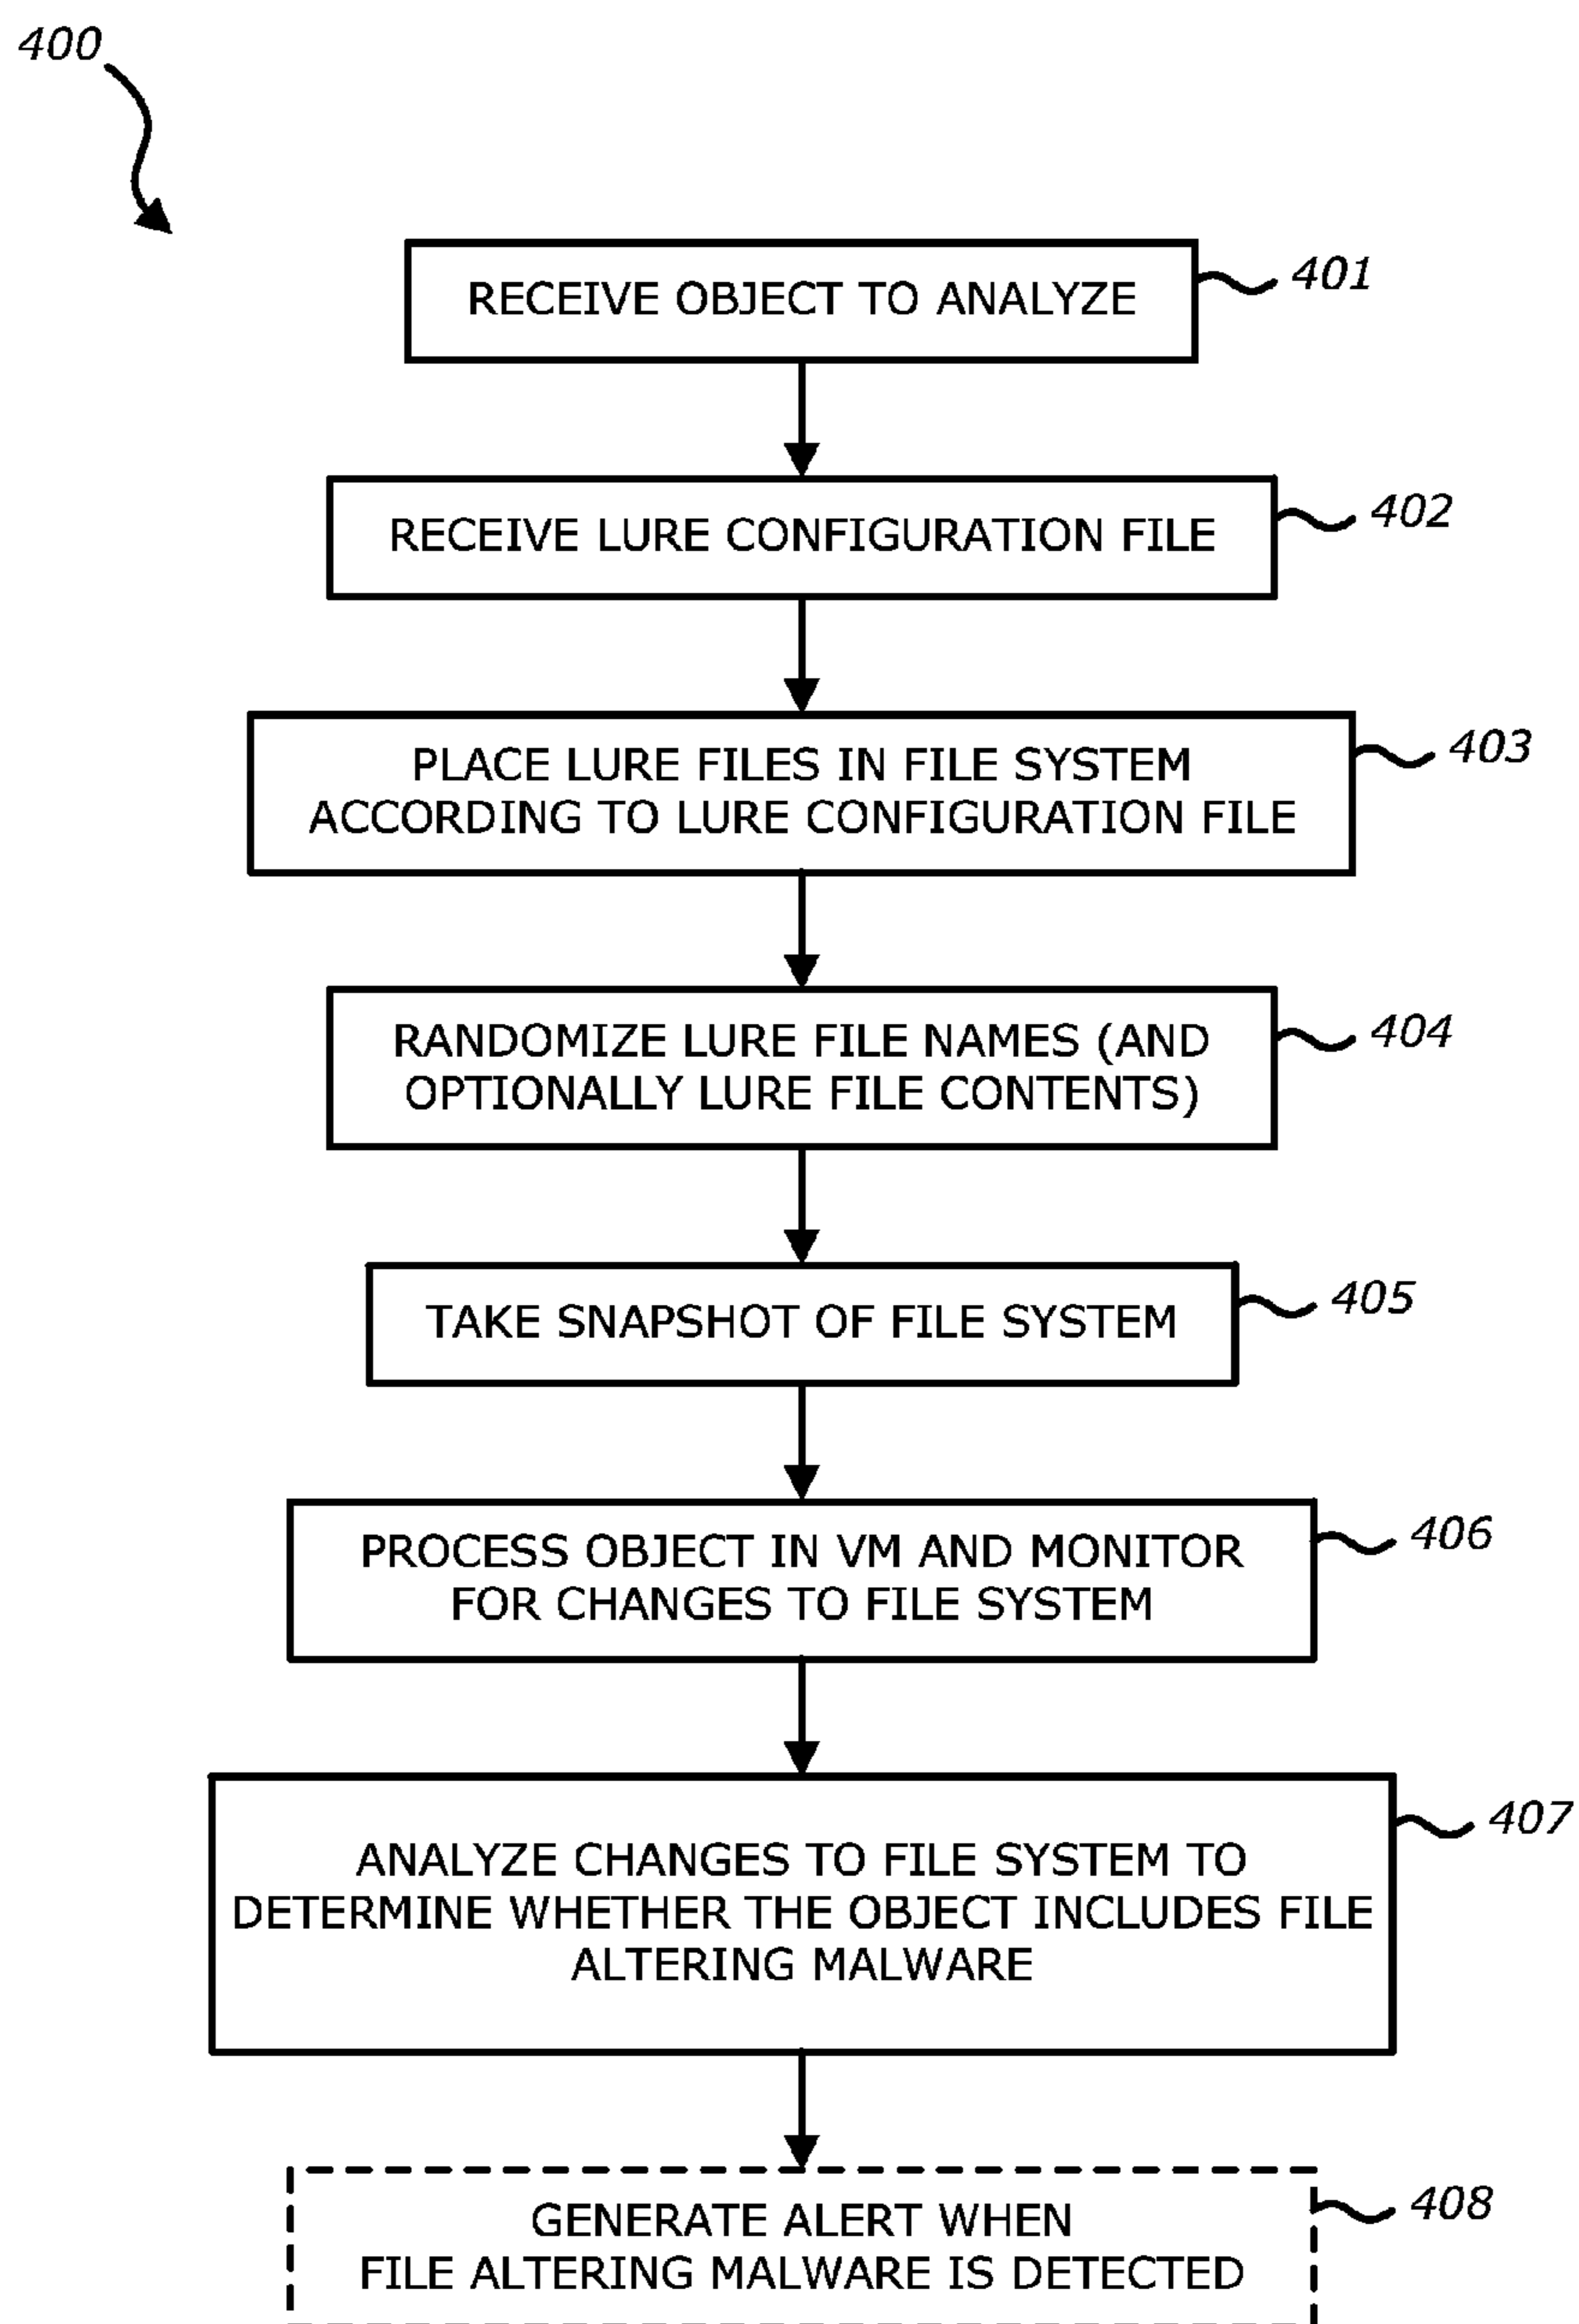 400
RECEIVE OBJECT TO ANALYZE
401
RECEIVE LURE CONFIGURATION FILE
402
PLACE LURE FILES IN FILE SYSTEM
ACCORDING TO LURE CONFIGURATION FILE
403
RANDOMIZE LURE FILE NAMES (AND
OPTIONALLY LURE FILE CONTENTS)
404
TAKE SNAPSHOT OF FILE SYSTEM
405
PROCESS OBJECT IN VM AND MONITOR
FOR CHANGES TO FILE SYSTEM
406
ANALYZE CHANGES TO FILE SYSTEM TO
DETERMINE WHETHER THE OBJECT INCLUDES FILE
ALTERING MALWARE
407
GENERATE ALERT WHEN
FILE ALTERING MALWARE IS DETECTED
408